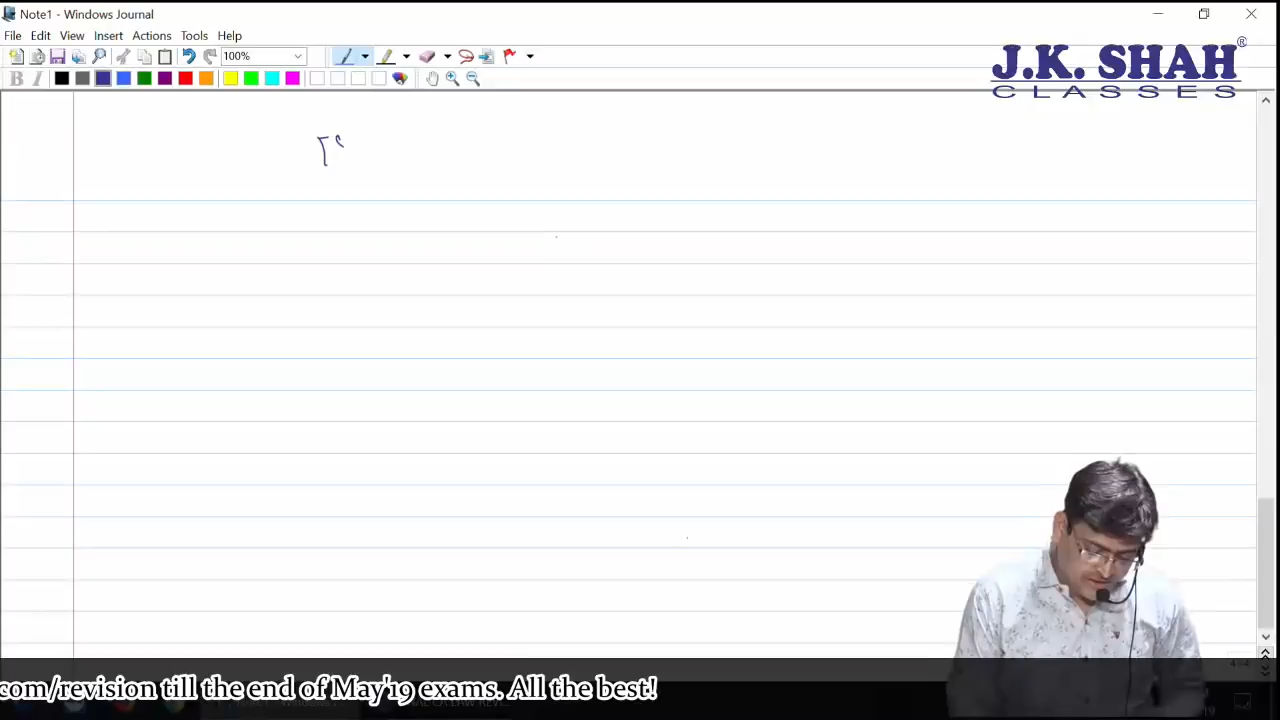 Note1 - Windows Journal
File Edit View Insert Actions Tools Help
100%
B I
J.K. SHAH®
CLASSES
com/revision till the end of May'19 exams. All the best!